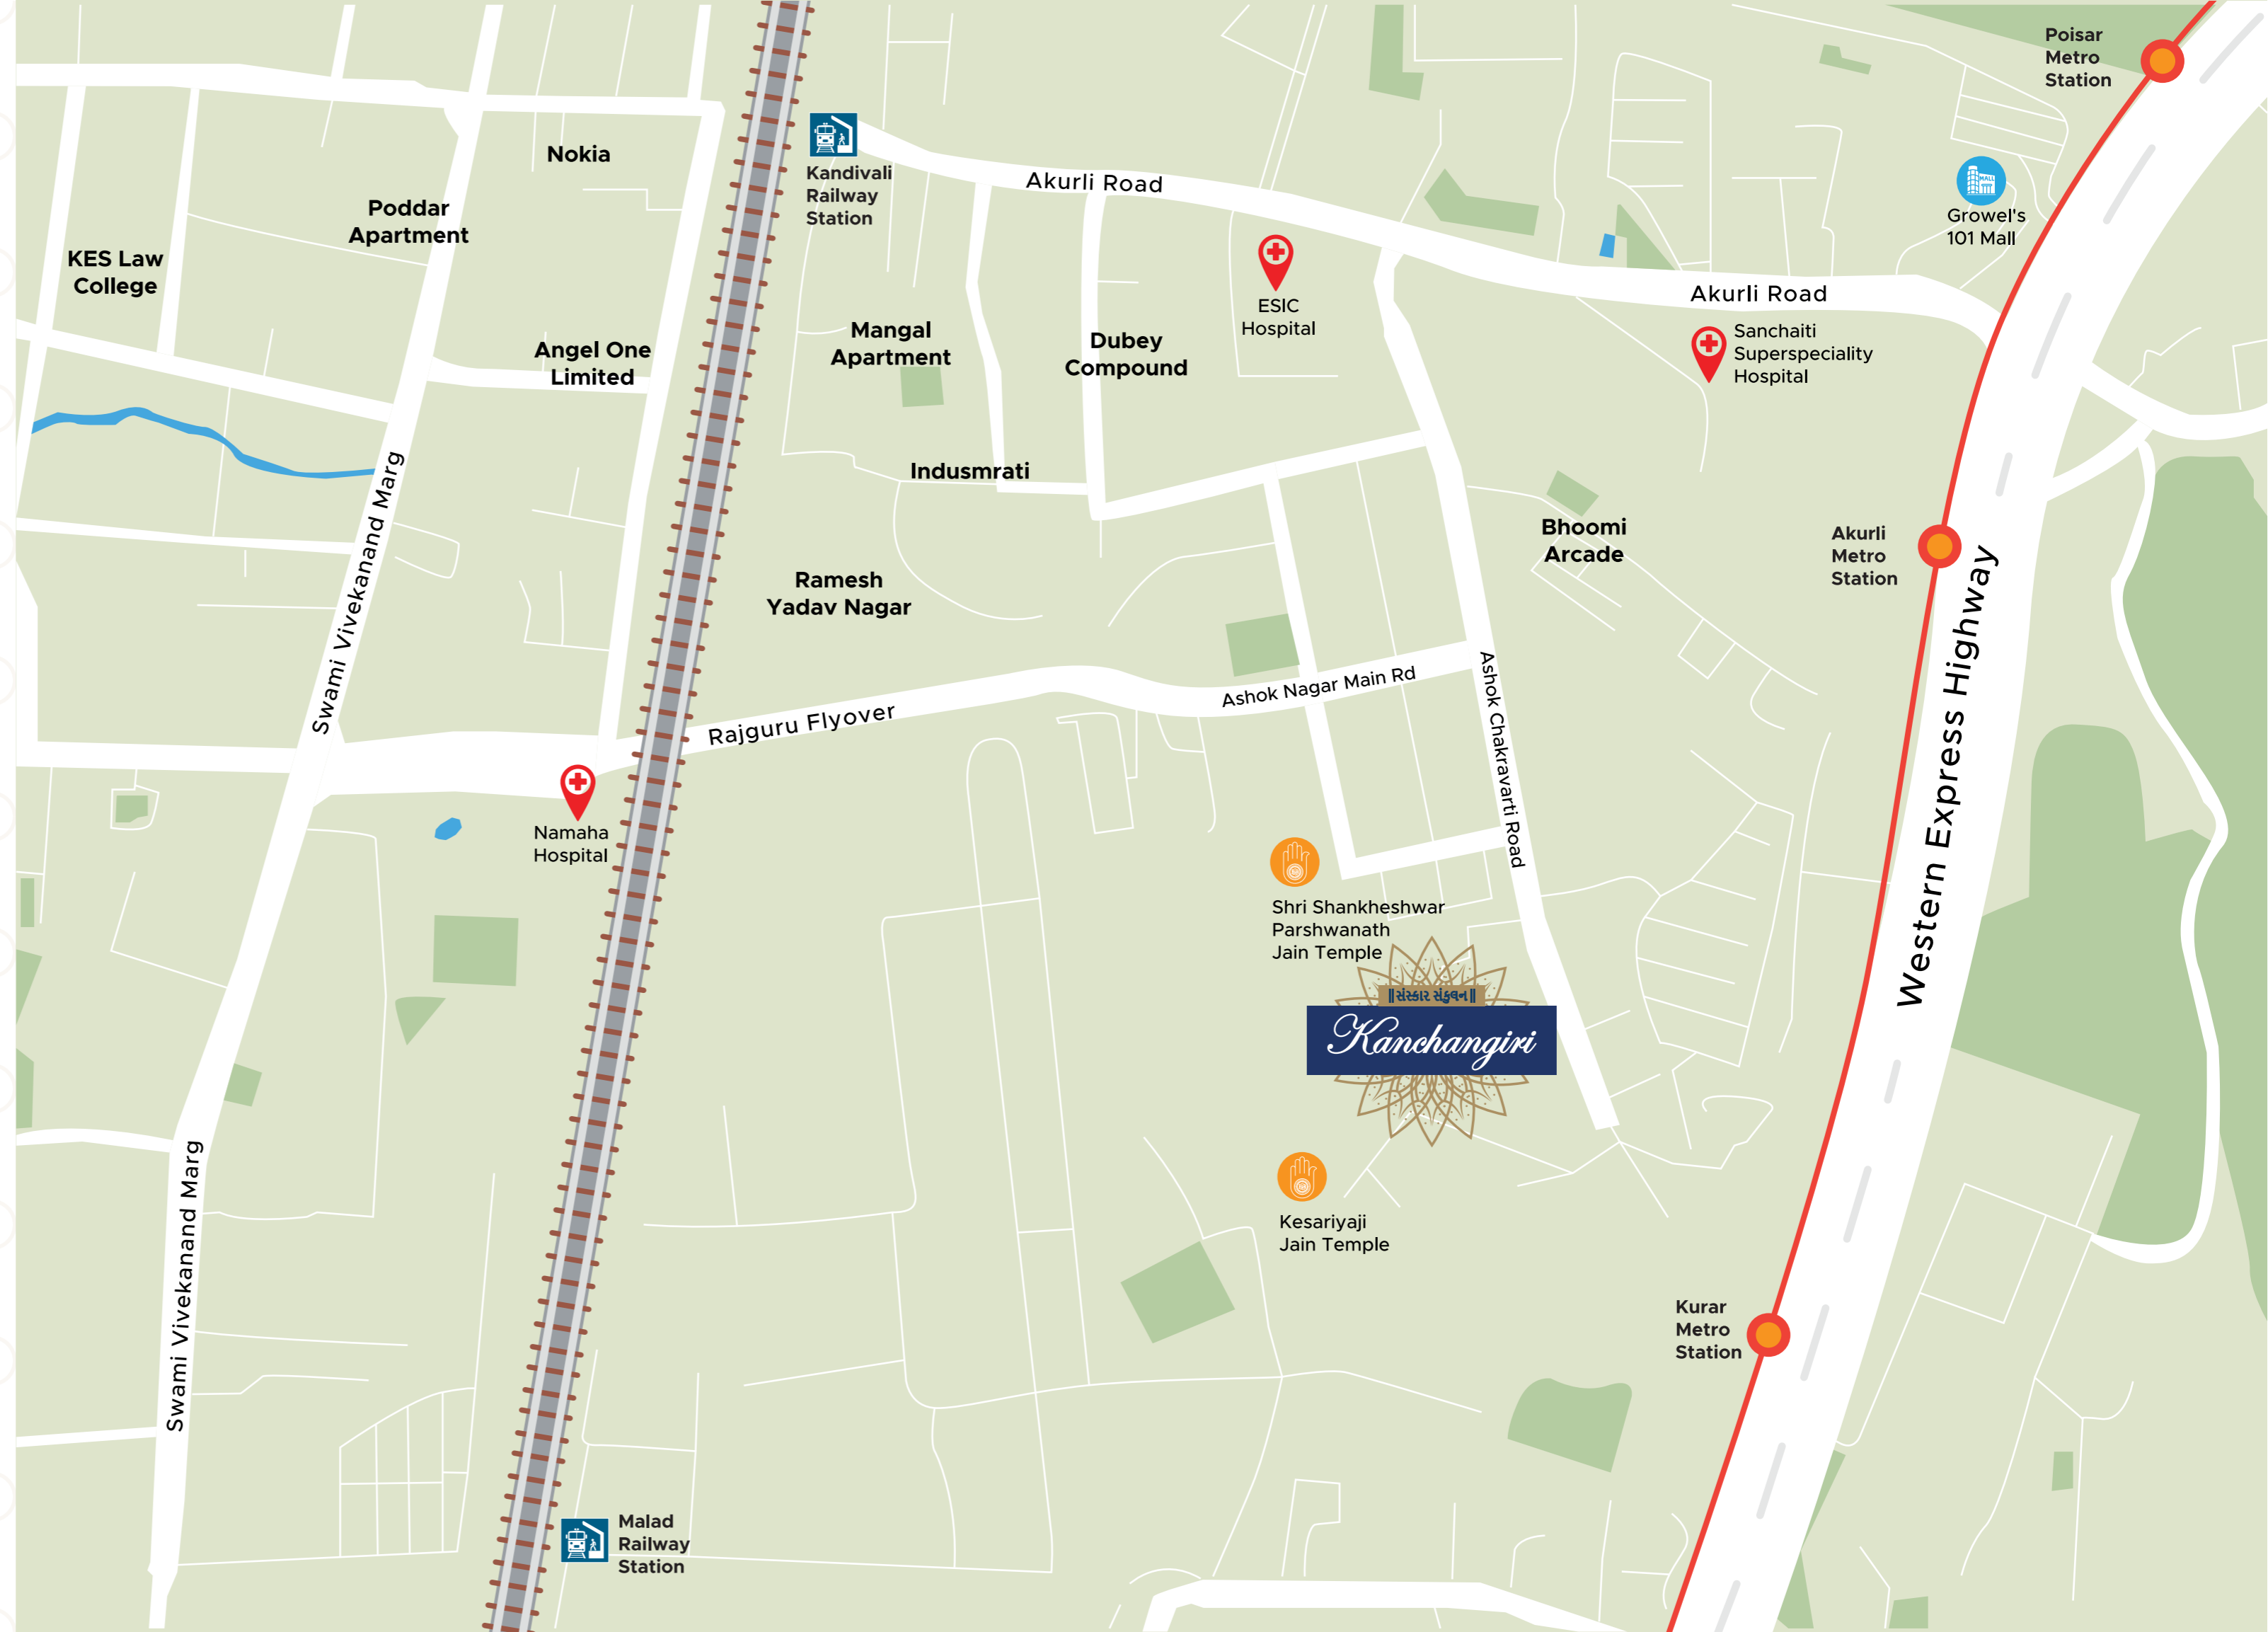 Poisar
Metro
Station
Nokia
Kandivali
Railway
Station
Akurli Road
Poddar
Apartment
Growel's
101 Mall
KES Law
College
ESIC
Hospital
Akurli Road
Mangal
Apartment
Dubey
Compound
Sanchaiti
Superspeciality
Hospital
Angel One
Limited
Indusmrati
Swami Vivekanand Marg
Bhoomi
Arcade
Akurli
Metro
Station
Ramesh
Yadav Nagar
Western Express Highway
Rajguru Flyover
Ashok Nagar Main Rd
Ashok Chakravarti Road
Namaha
Hospital
Shri Shankheshwar
Parshwanath
Jain Temple
॥સંસ્કાર સંકુલન॥
Kanchangiri
Swami Vivekanand Marg
Kesariyaji
Jain Temple
Kurar
Metro
Station
Malad
Railway
Station
MALL